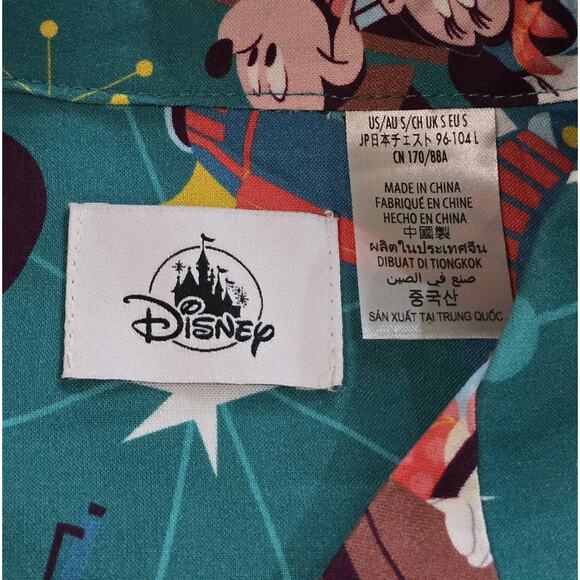 DISNEY
US/AU S/CH UK S EU S
JP日本チェスト 96-104 L
CN 170/88A
MADE IN CHINA
FABRIQUÉ EN CHINE
HECHO EN CHINA
中國製
ผลิตในประเทศจีน
DIBUAT DI TIONGKOK
صنع في الصين
중국산
SẢN XUẤT TẠI TRUNG QUỐC